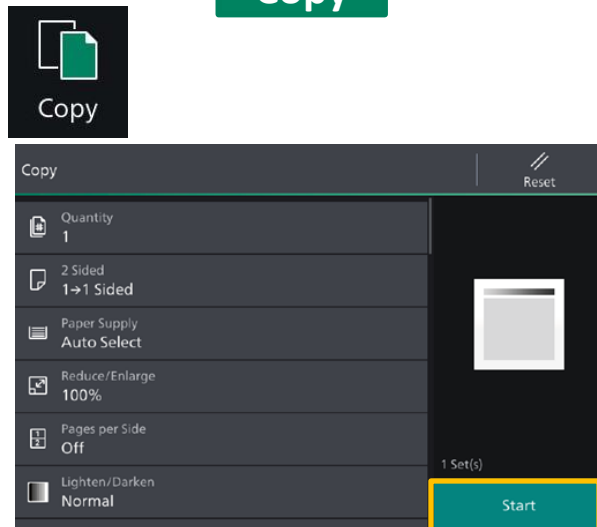 Copy
Copy
Copy
Reset
Quantity
1
2 Sided
1→1 Sided
Paper Supply
Auto Select
Reduce/Enlarge
100%
Pages per Side
Off
Lighten/Darken
Normal
1 Set(s)
Start